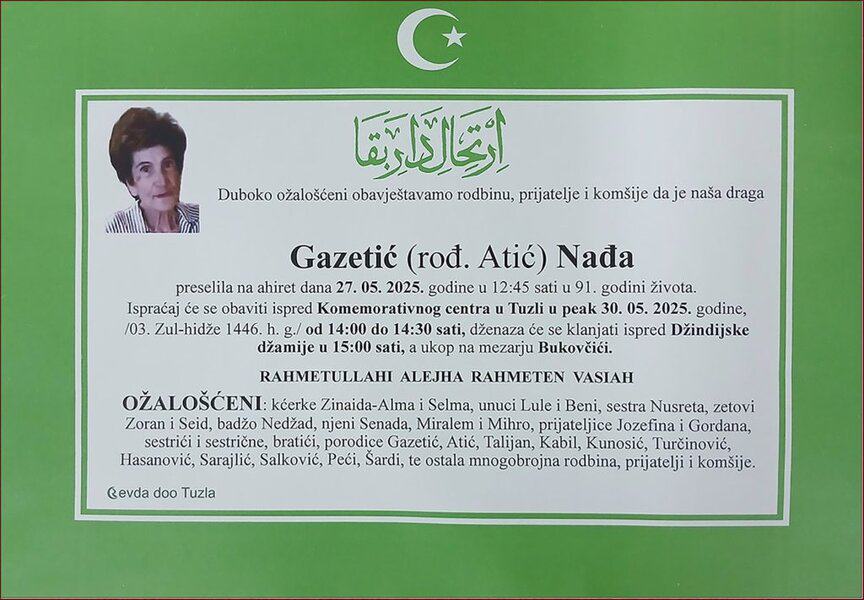 اِرْتِحَالِ دَارِ بَقَا
Duboko ožalošćeni obavještavamo rodbinu, prijatelje i komšije da je naša draga
Gazetić (rođ. Atić) Nađa
preselila na ahiret dana 27. 05. 2025. godine u 12:45 sati u 91. godini života.
Ispraćaj će se obaviti ispred Komemorativnog centra u Tuzli u peak 30. 05. 2025. godine,
/03. Zul-hidže 1446. h. g./ od 14:00 do 14:30 sati, dženaza će se klanjati ispred Džindijske
džamije u 15:00 sati, a ukop na mezarju Bukovčići.
RAHMETULLAHI ALEJHA RAHMETEN VASIAH
OŽALOŠĆENI: kćerke Zinaida-Alma i Selma, unuci Lule i Beni, sestra Nusreta, zetovi
Zoran i Seid, badžo Nedžad, njeni Senada, Miralem i Mihro, prijateljice Jozefina i Gordana,
sestrići i sestrične, bratići, porodice Gazetić, Atić, Talijan, Kabil, Kunosić, Turčinović,
Hasanović, Sarajlić, Salković, Peći, Šardi, te ostala mnogobrojna rodbina, prijatelji i komšije.
Ćevda doo Tuzla